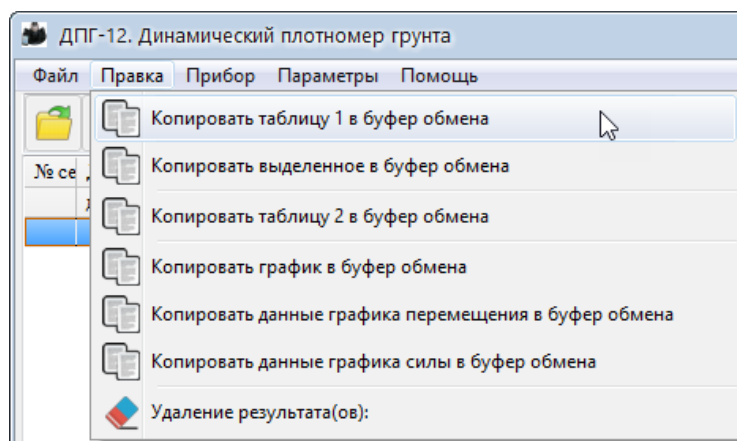 ДПГ-12. Динамический плотномер грунта
Файл Правка Прибор Параметры Помощь
Копировать таблицу 1 в буфер обмена
Копировать выделенное в буфер обмена
№ се
Копировать таблицу 2 в буфер обмена
Копировать график в буфер обмена
Копировать данные графика перемещения в буфер обмена
Копировать данные графика силы в буфер обмена
Удаление результата(ов):